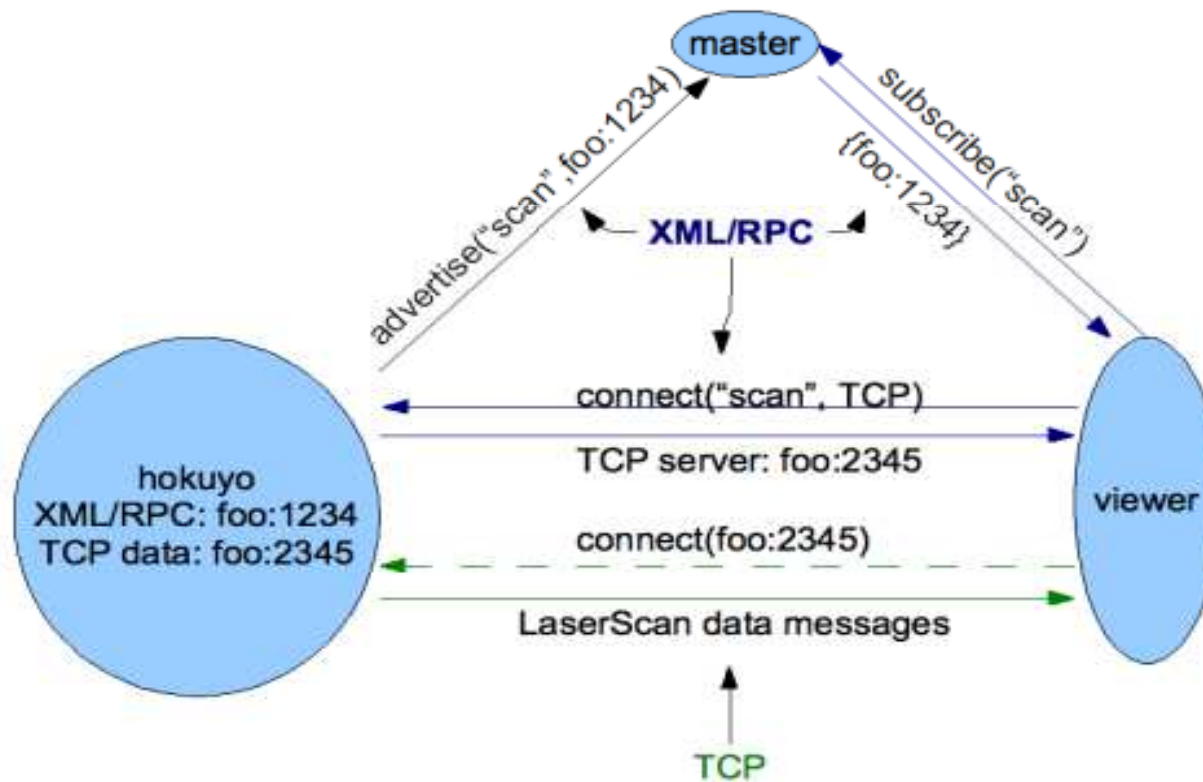 master
advertise(“scan”,foo:1234)
subscribe(“scan”)
{foo:1234}
XML/RPC
connect(“scan”, TCP)
TCP server: foo:2345
hokuyo
XML/RPC: foo:1234
TCP data: foo:2345
viewer
connect(foo:2345)
LaserScan data messages
TCP